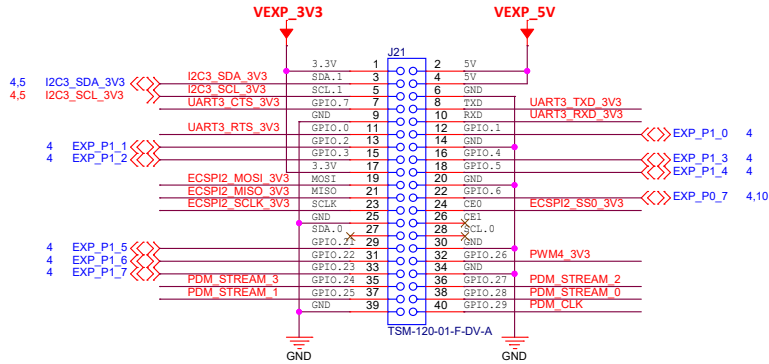 VEXP_3V3 VEXP_5V
J21
3.3V 1 2 5V
4,5 I2C3_SDA_3V3 I2C3_SDA_3V3 SDA.1 3 4 5V
4,5 I2C3_SCL_3V3 I2C3_SCL_3V3 SCL.1 5 6 GND
UART3_CTS_3V3 GPIO.7 7 8 TXD UART3_TXD_3V3
GND 9 10 RXD UART3_RXD_3V3
UART3_RTS_3V3 GPIO.0 11 12 GPIO.1 EXP_P1_0 4
4 EXP_P1_1 GPIO.2 13 14 GND
4 EXP_P1_2 GPIO.3 15 16 GPIO.4 EXP_P1_3 4
3.3V 17 18 GPIO.5 EXP_P1_4 4
ECSPI2_MOSI_3V3 MOSI 19 20 GND
ECSPI2_MISO_3V3 MISO 21 22 GPIO.6 EXP_P0_7 4,10
ECSPI2_SCLK_3V3 SCLK 23 24 CE0 ECSPI2_SS0_3V3
GND 25 26 CE1
SDA.0 27 28 SCL.0
4 EXP_P1_5 GPIO.21 29 30 GND
4 EXP_P1_6 GPIO.22 31 32 GPIO.26 PWM4_3V3
4 EXP_P1_7 GPIO.23 33 34 GND
PDM_STREAM_3 GPIO.24 35 36 GPIO.27 PDM_STREAM_2
PDM_STREAM_1 GPIO.25 37 38 GPIO.28 PDM_STREAM_0
GND 39 40 GPIO.29 PDM_CLK
TSM-120-01-F-DV-A
GND GND